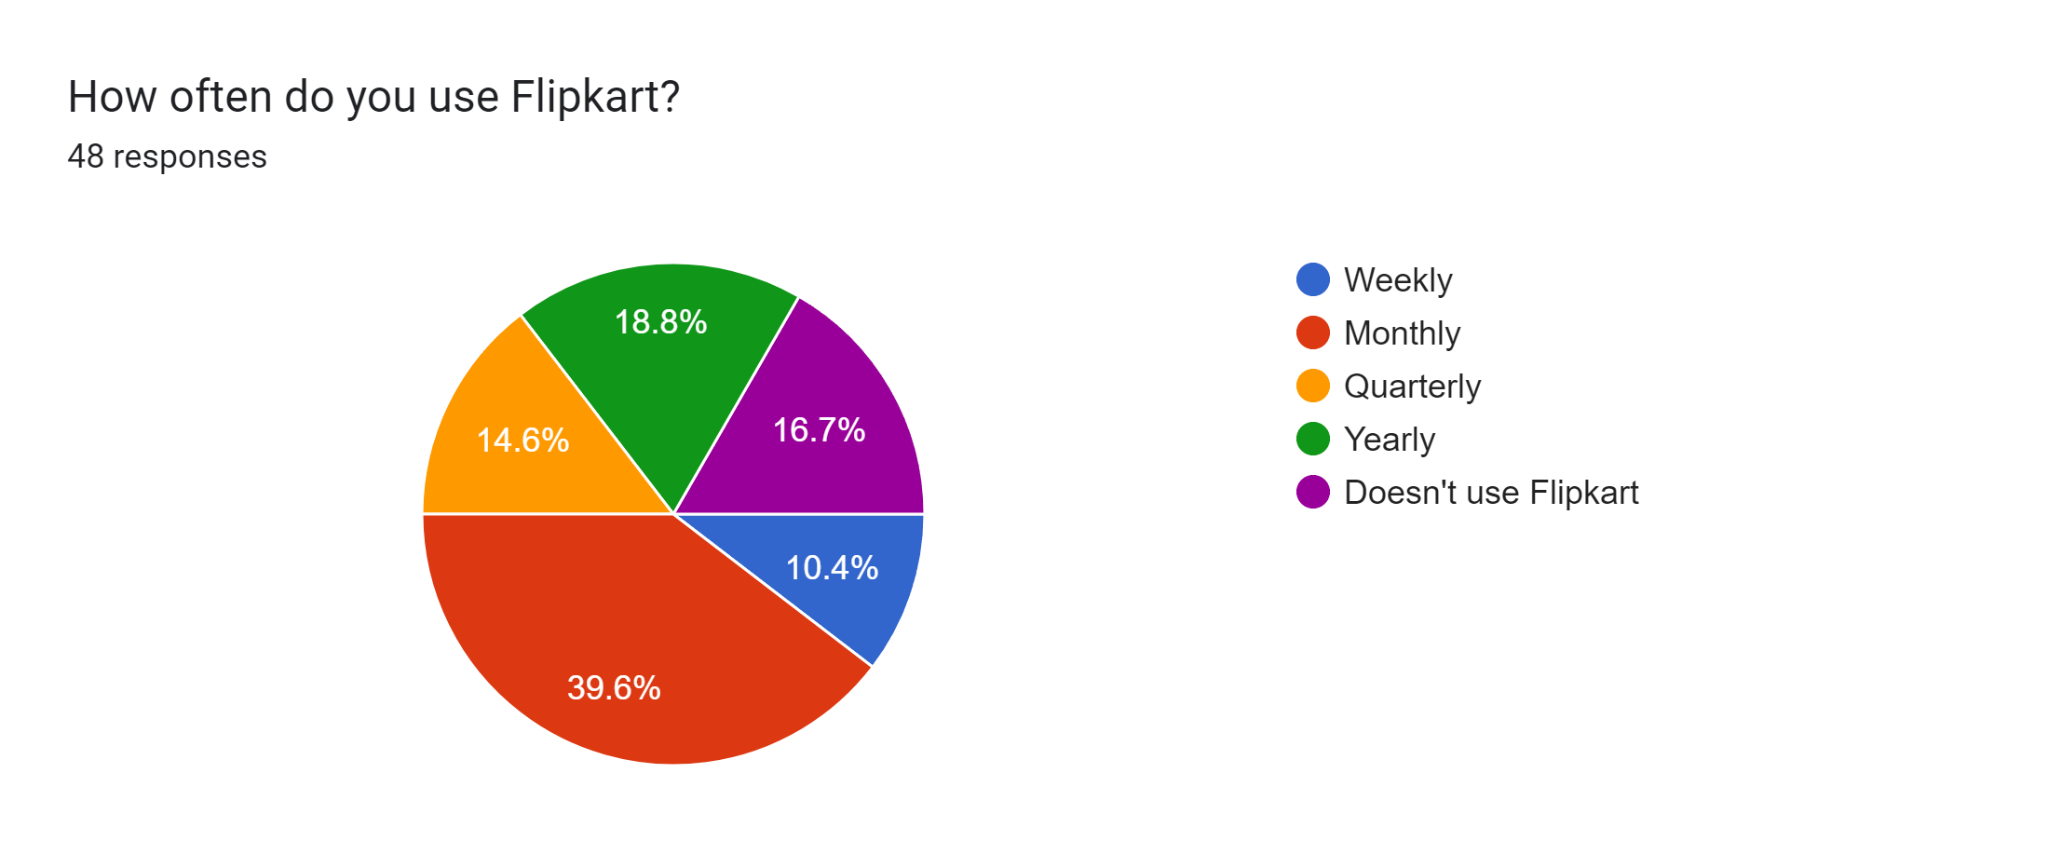 How often do you use Flipkart?
48 responses
18.8%
16.7%
14.6%
10.4%
39.6%
Weekly
Monthly
Quarterly
Yearly
Doesn't use Flipkart